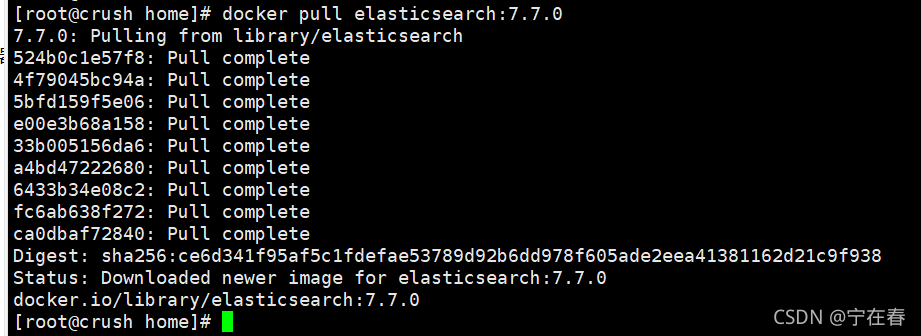 [root@crush home]# docker pull elasticsearch:7.7.0
7.7.0: Pulling from library/elasticsearch
524b0c1e57f8: Pull complete
4f79045bc94a: Pull complete
5bfd159f5e06: Pull complete
e00e3b68a158: Pull complete
33b005156da6: Pull complete
a4bd47222680: Pull complete
6433b34e08c2: Pull complete
fc6ab638f272: Pull complete
ca0dbaf72840: Pull complete
Digest: sha256:ce6d341f95af5c1fdefae53789d92b6dd978f605ade2eea41381162d21c9f938
Status: Downloaded newer image for elasticsearch:7.7.0
docker.io/library/elasticsearch:7.7.0
[root@crush home]#
CSDN @宁在春